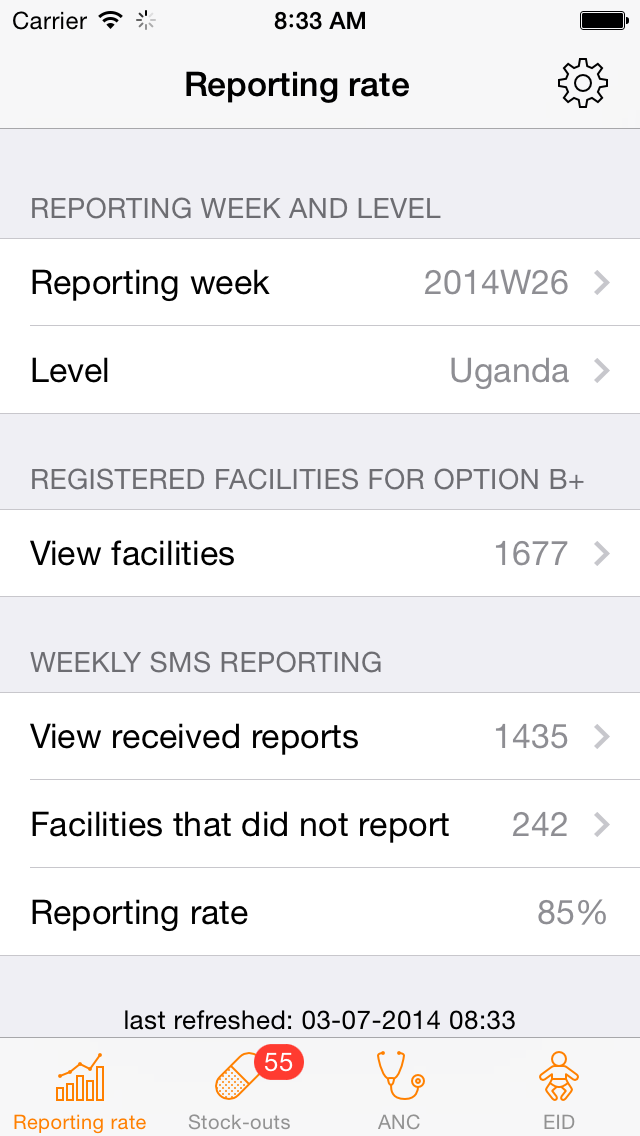 Carrier 8:33 AM
Reporting rate
REPORTING WEEK AND LEVEL
Reporting week 2014W26
Level Uganda
REGISTERED FACILITIES FOR OPTION B+
View facilities 1677
WEEKLY SMS REPORTING
View received reports 1435
Facilities that did not report 242
Reporting rate 85%
last refreshed: 03-07-2014 08:33
55
Reporting rate Stock-outs ANC EID